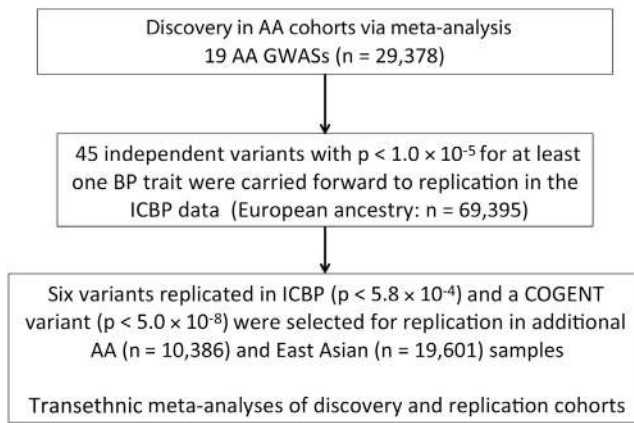 Discovery in AA cohorts via meta-analysis
19 AA GWASs (n = 29,378)
45 independent variants with p < 1.0 × 10⁻⁵ for at least
one BP trait were carried forward to replication in the
ICBP data (European ancestry: n = 69,395)
Six variants replicated in ICBP (p < 5.8 × 10⁻⁴) and a COGENT
variant (p < 5.0 × 10⁻⁸) were selected for replication in additional
AA (n = 10,386) and East Asian (n = 19,601) samples
Transethnic meta-analyses of discovery and replication cohorts